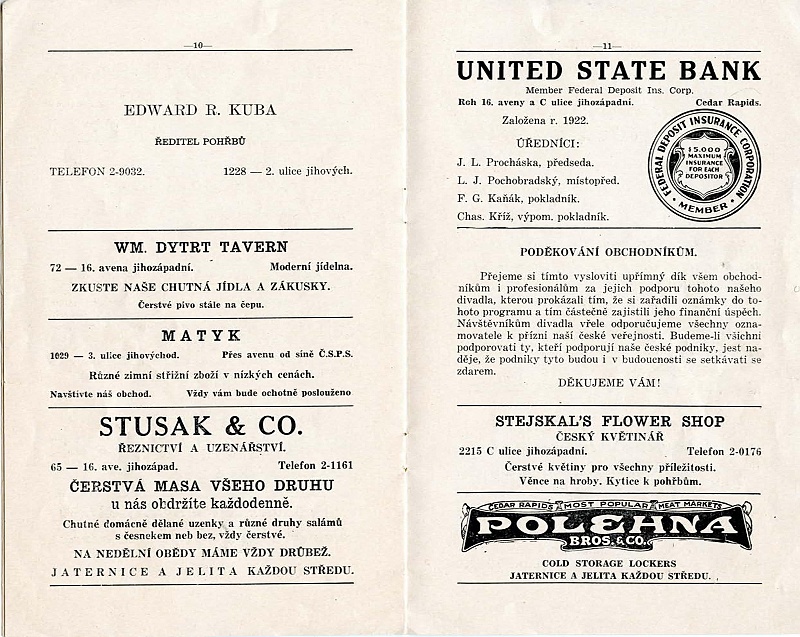 —10—
EDWARD R. KUBA
ŘEDITEL POHŘBŮ
TELEFON 2-9032. 1228 — 2. ulice jihových.
WM. DYTRT TAVERN
72 — 16. avena jihozápadní. Moderní jídelna.
ZKUSTE NAŠE CHUTNÁ JÍDLA A ZÁKUSKY.
Čerstvé pivo stále na čepu.
MATYK
1029 — 3. ulice jihovýchod. Přes avenu od síně Č.S.P.S.
Různé zimní střižní zboží v nízkých cenách.
Navštivte náš obchod. Vždy vám bude ochotně poslouženo
STUSAK & CO.
ŘEZNICTVÍ A UZENÁŘSTVÍ.
65 — 16. ave. jihozápad. Telefon 2-1161
ČERSTVÁ MASA VŠEHO DRUHU
u nás obdržíte každodenně.
Chutné domácně dělané uzenky a různé druhy salámů
s česnekem neb bez, vždy čerstvé.
NA NEDĚLNÍ OBĚDY MÁME VŽDY DRŮBEŽ.
JATERNICE A JELITA KAŽDOU STŘEDU.
—11—
UNITED STATE BANK
Member Federal Deposit Ins. Corp.
Roh 16. aveny a C ulice jihozápadní. Cedar Rapids.
Založena r. 1922.
ÚŘEDNÍCI:
J. L. Procháska, předseda.
L. J. Pochobradský, místopřed.
F. G. Kaňák, pokladník.
Chas. Kříž, výpom. pokladník.
FEDERAL DEPOSIT INSURANCE CORPORATION
$5.000
MAXIMUM
INSURANCE
FOR EACH
DEPOSITOR
• MEMBER •
PODĚKOVÁNÍ OBCHODNÍKŮM.
Přejeme si tímto vysloviti upřímný dík všem obchod-
níkům i profesionálům za jejich podporu tohoto našeho
divadla, kterou prokázali tím, že si zařadili oznámky do to-
hoto programu a tím částečně zajistili jeho finanční úspěch.
Návštěvníkům divadla vřele odporučujeme všechny ozna-
movatele k přízni naší české veřejnosti. Budeme-li všichni
podporovati ty, kteří podporují naše české podniky, jest na-
děje, že podniky tyto budou i v budoucnosti se setkávati se
zdarem.
DĚKUJEME VÁM!
STEJSKAL'S FLOWER SHOP
ČESKÝ KVĚTINÁŘ
2215 C ulice jihozápadní. Telefon 2-0176
Čerstvé květiny pro všechny příležitosti.
Věnce na hroby. Kytice k pohřbům.
CEDAR RAPIDS MOST POPULAR MEAT MARKETS
POLEHNA
BROS. & CO.
COLD STORAGE LOCKERS
JATERNICE A JELITA KAŽDOU STŘEDU.